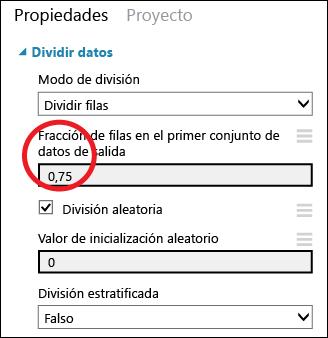 Propiedades Proyecto
Dividir datos
Modo de división
Dividir filas
Fracción de filas en el primer conjunto de
datos de salida
0,75
División aleatoria
Valor de inicialización aleatorio
0
División estratificada
Falso